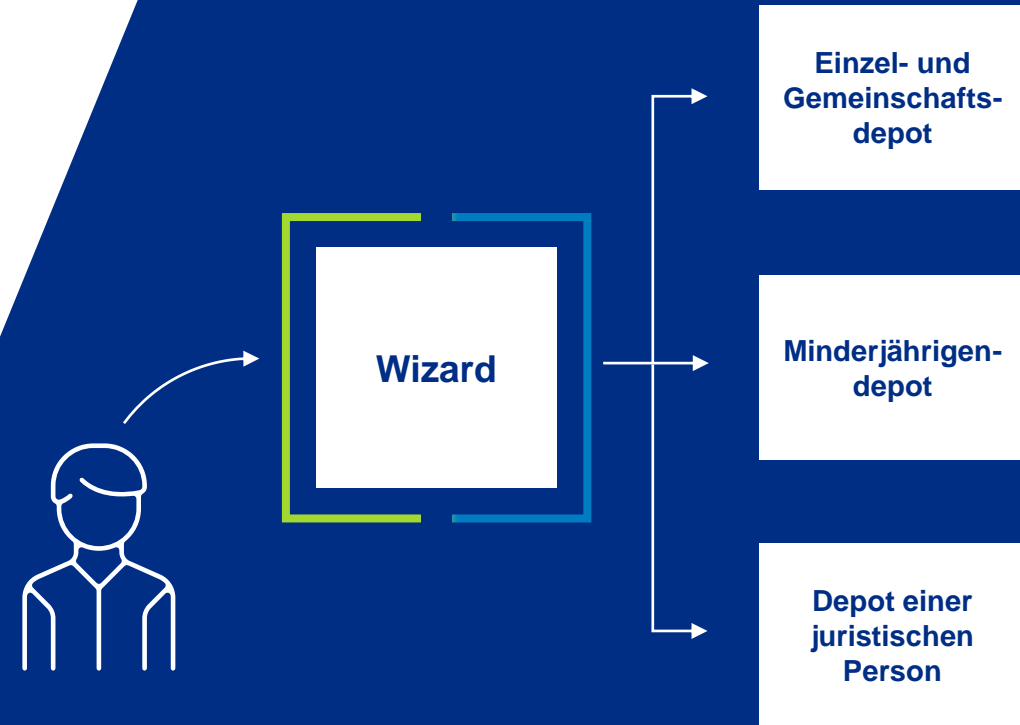 Einzel- und
Gemeinschafts-
depot
Wizard
Minderjährigen-
depot
Depot einer
juristischen
Person